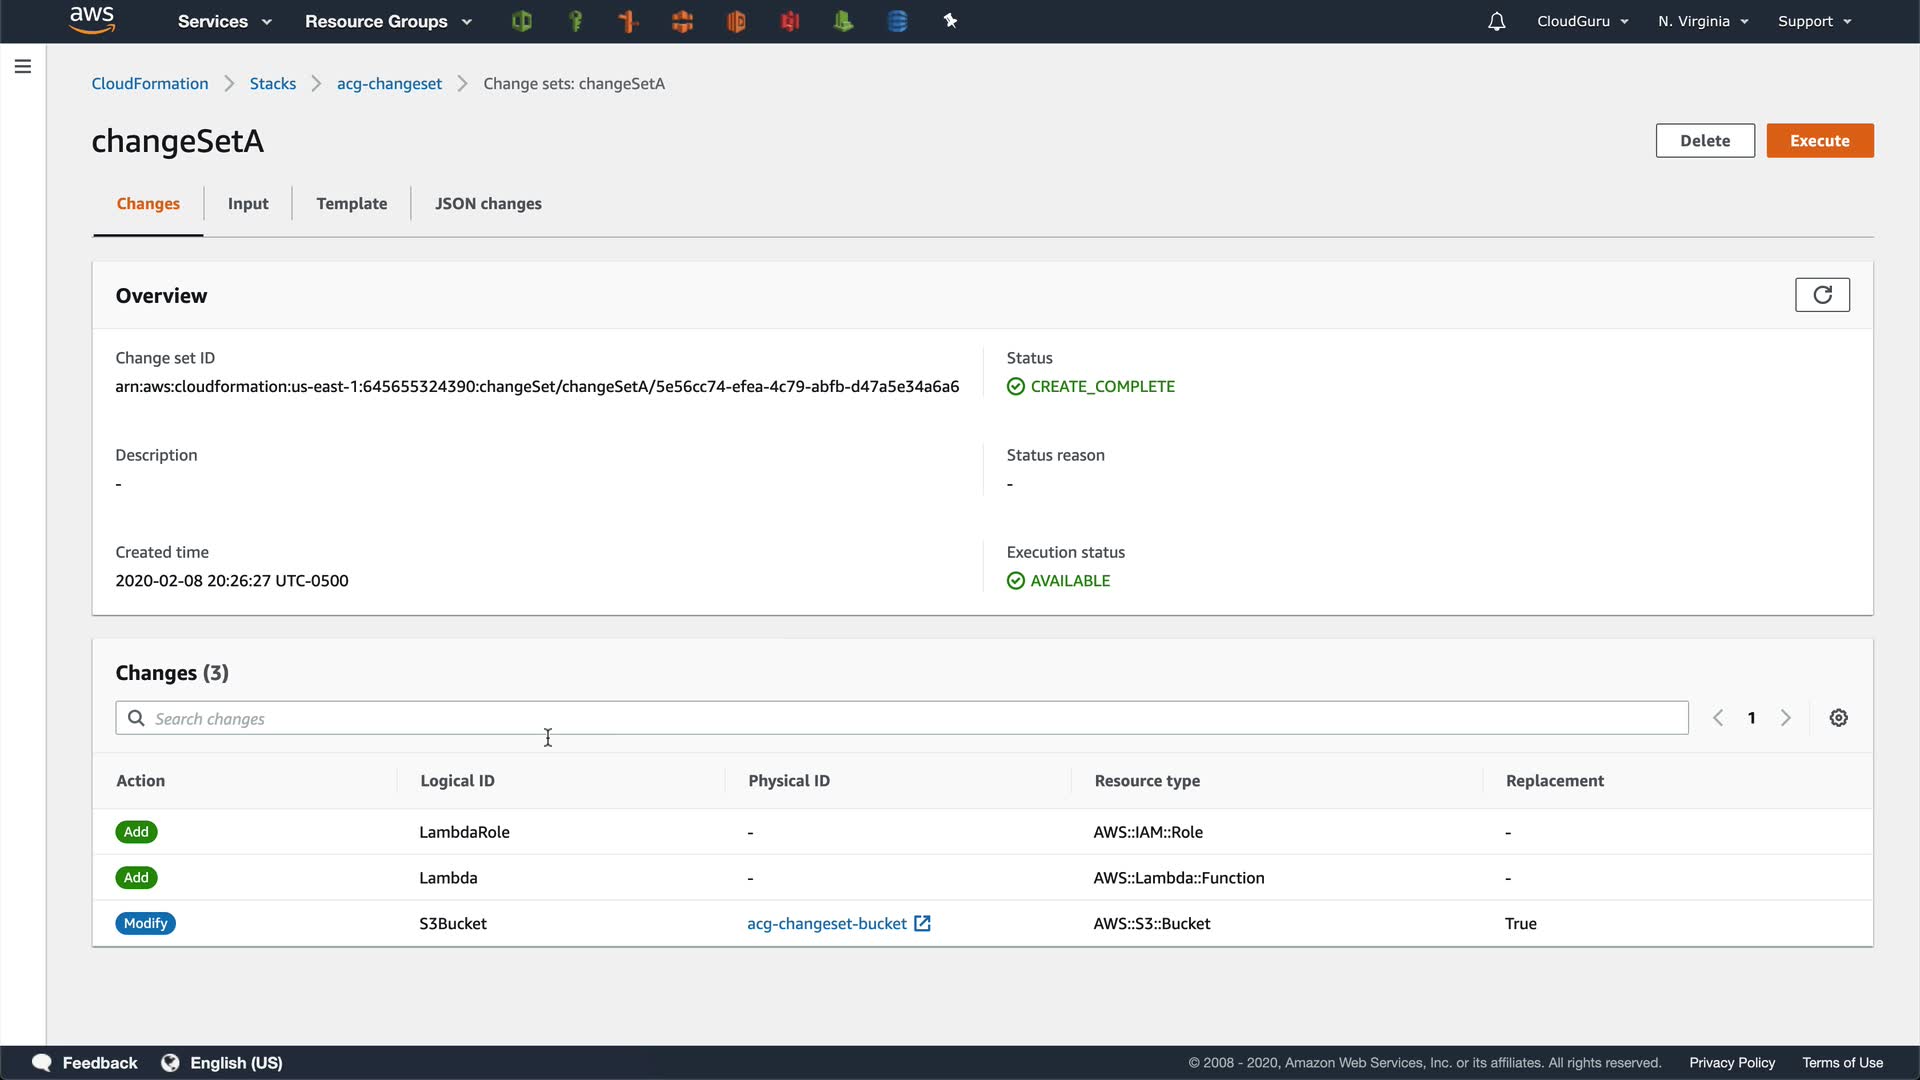 aws Services Resource Groups CloudGuru N. Virginia Support
CloudFormation Stacks acg-changeset Change sets: changeSetA
changeSetA
Delete Execute
Changes Input Template JSON changes
Overview
Change set ID
arn:aws:cloudformation:us-east-1:645655324390:changeSet/changeSetA/5e56cc74-efea-4c79-abfb-d47a5e34a6a6
Status
CREATE_COMPLETE
Description
-
Status reason
-
Created time
2020-02-08 20:26:27 UTC-0500
Execution status
AVAILABLE
Changes (3)
Search changes
1
Action Logical ID Physical ID Resource type Replacement
Add LambdaRole - AWS::IAM::Role -
Add Lambda - AWS::Lambda::Function -
Modify S3Bucket acg-changeset-bucket AWS::S3::Bucket True
Feedback English (US) © 2008 - 2020, Amazon Web Services, Inc. or its affiliates. All rights reserved. Privacy Policy Terms of Use